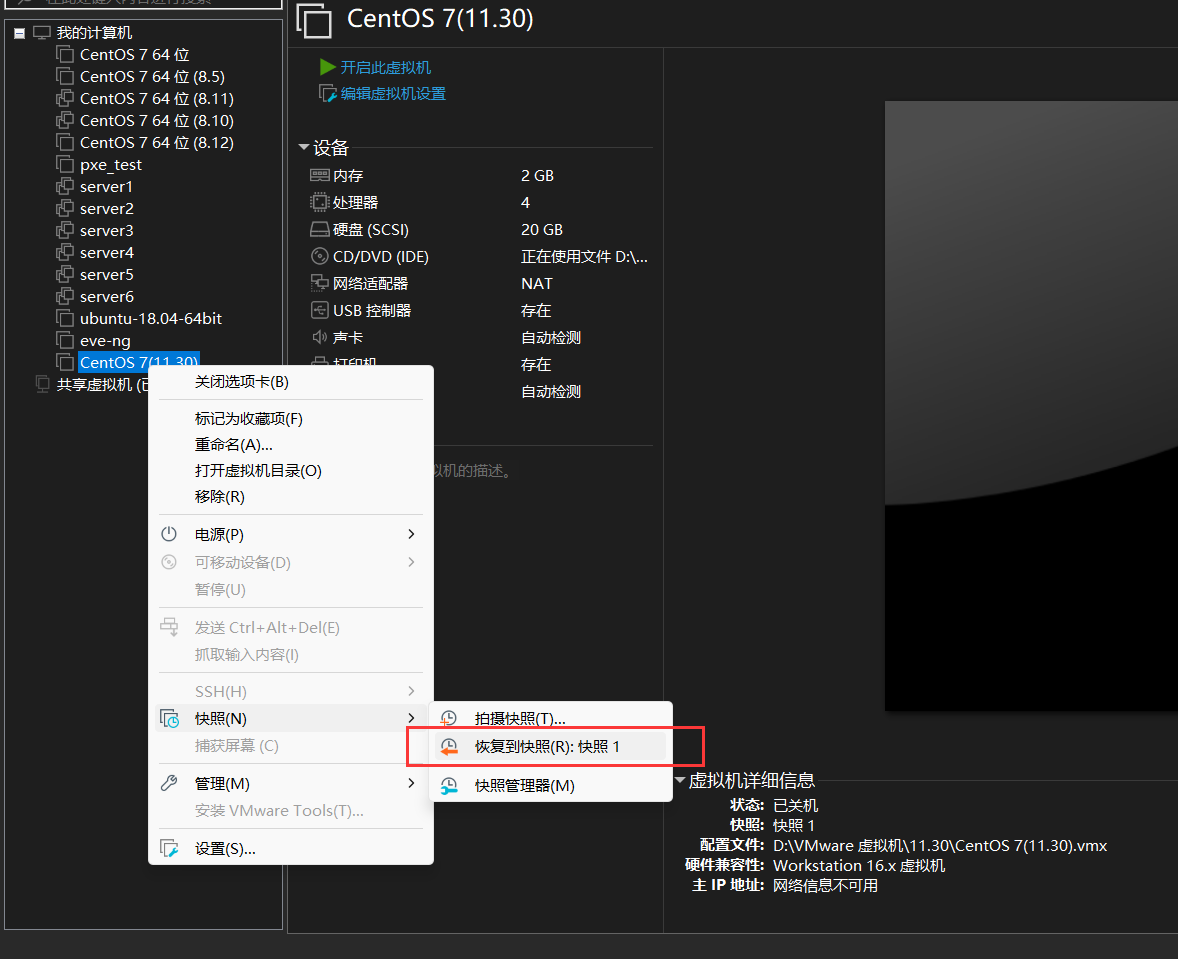 我的计算机
CentOS 7 64 位
CentOS 7 64 位 (8.5)
CentOS 7 64 位 (8.11)
CentOS 7 64 位 (8.10)
CentOS 7 64 位 (8.12)
pxe_test
server1
server2
server3
server4
server5
server6
ubuntu-18.04-64bit
eve-ng
CentOS 7(11.30)
共享虚拟机 (已
CentOS 7(11.30)
开启此虚拟机
编辑虚拟机设置
设备
内存 2 GB
处理器 4
硬盘 (SCSI) 20 GB
CD/DVD (IDE) 正在使用文件 D:\...
网络适配器 NAT
USB 控制器 存在
声卡 自动检测
打印机 存在
自动检测
拟机的描述。
关闭选项卡(B)
标记为收藏项(F)
重命名(A)...
打开虚拟机目录(O)
移除(R)
电源(P)
可移动设备(D)
暂停(U)
发送 Ctrl+Alt+Del(E)
抓取输入内容(I)
SSH(H)
快照(N)
捕获屏幕 (C)
管理(M)
安装 VMware Tools(T)...
设置(S)...
拍摄快照(T)...
恢复到快照(R): 快照 1
快照管理器(M)
虚拟机详细信息
状态: 已关机
快照: 快照 1
配置文件: D:\VMware 虚拟机\11.30\CentOS 7(11.30).vmx
硬件兼容性: Workstation 16.x 虚拟机
主 IP 地址: 网络信息不可用